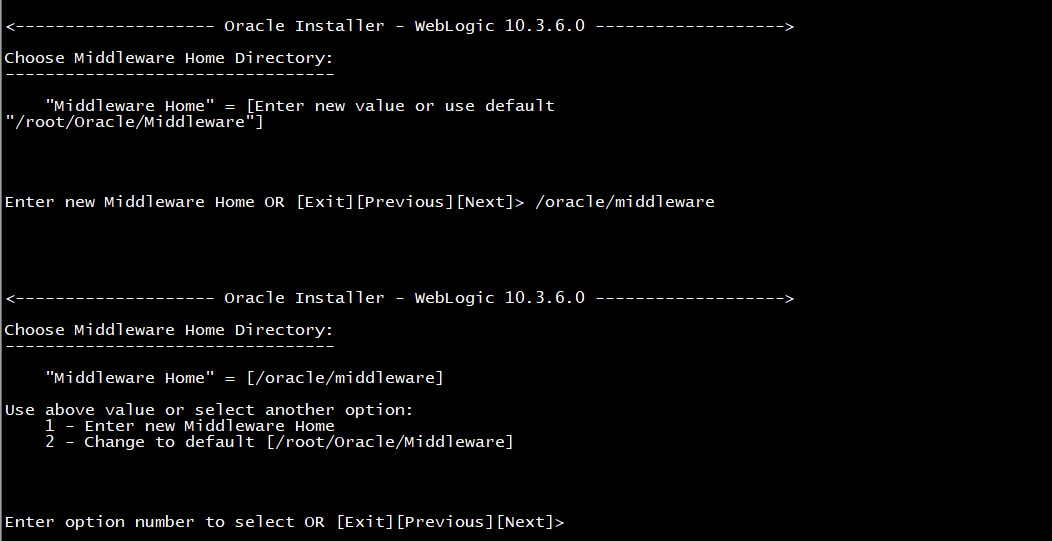 <-------------------- Oracle Installer - WebLogic 10.3.6.0 ------------------->
Choose Middleware Home Directory:
---------------------------------
"Middleware Home" = [Enter new value or use default
"/root/Oracle/Middleware"]
Enter new Middleware Home OR [Exit][Previous][Next]> /oracle/middleware
<-------------------- Oracle Installer - WebLogic 10.3.6.0 ------------------->
Choose Middleware Home Directory:
---------------------------------
"Middleware Home" = [/oracle/middleware]
Use above value or select another option:
1 - Enter new Middleware Home
2 - Change to default [/root/Oracle/Middleware]
Enter option number to select OR [Exit][Previous][Next]>